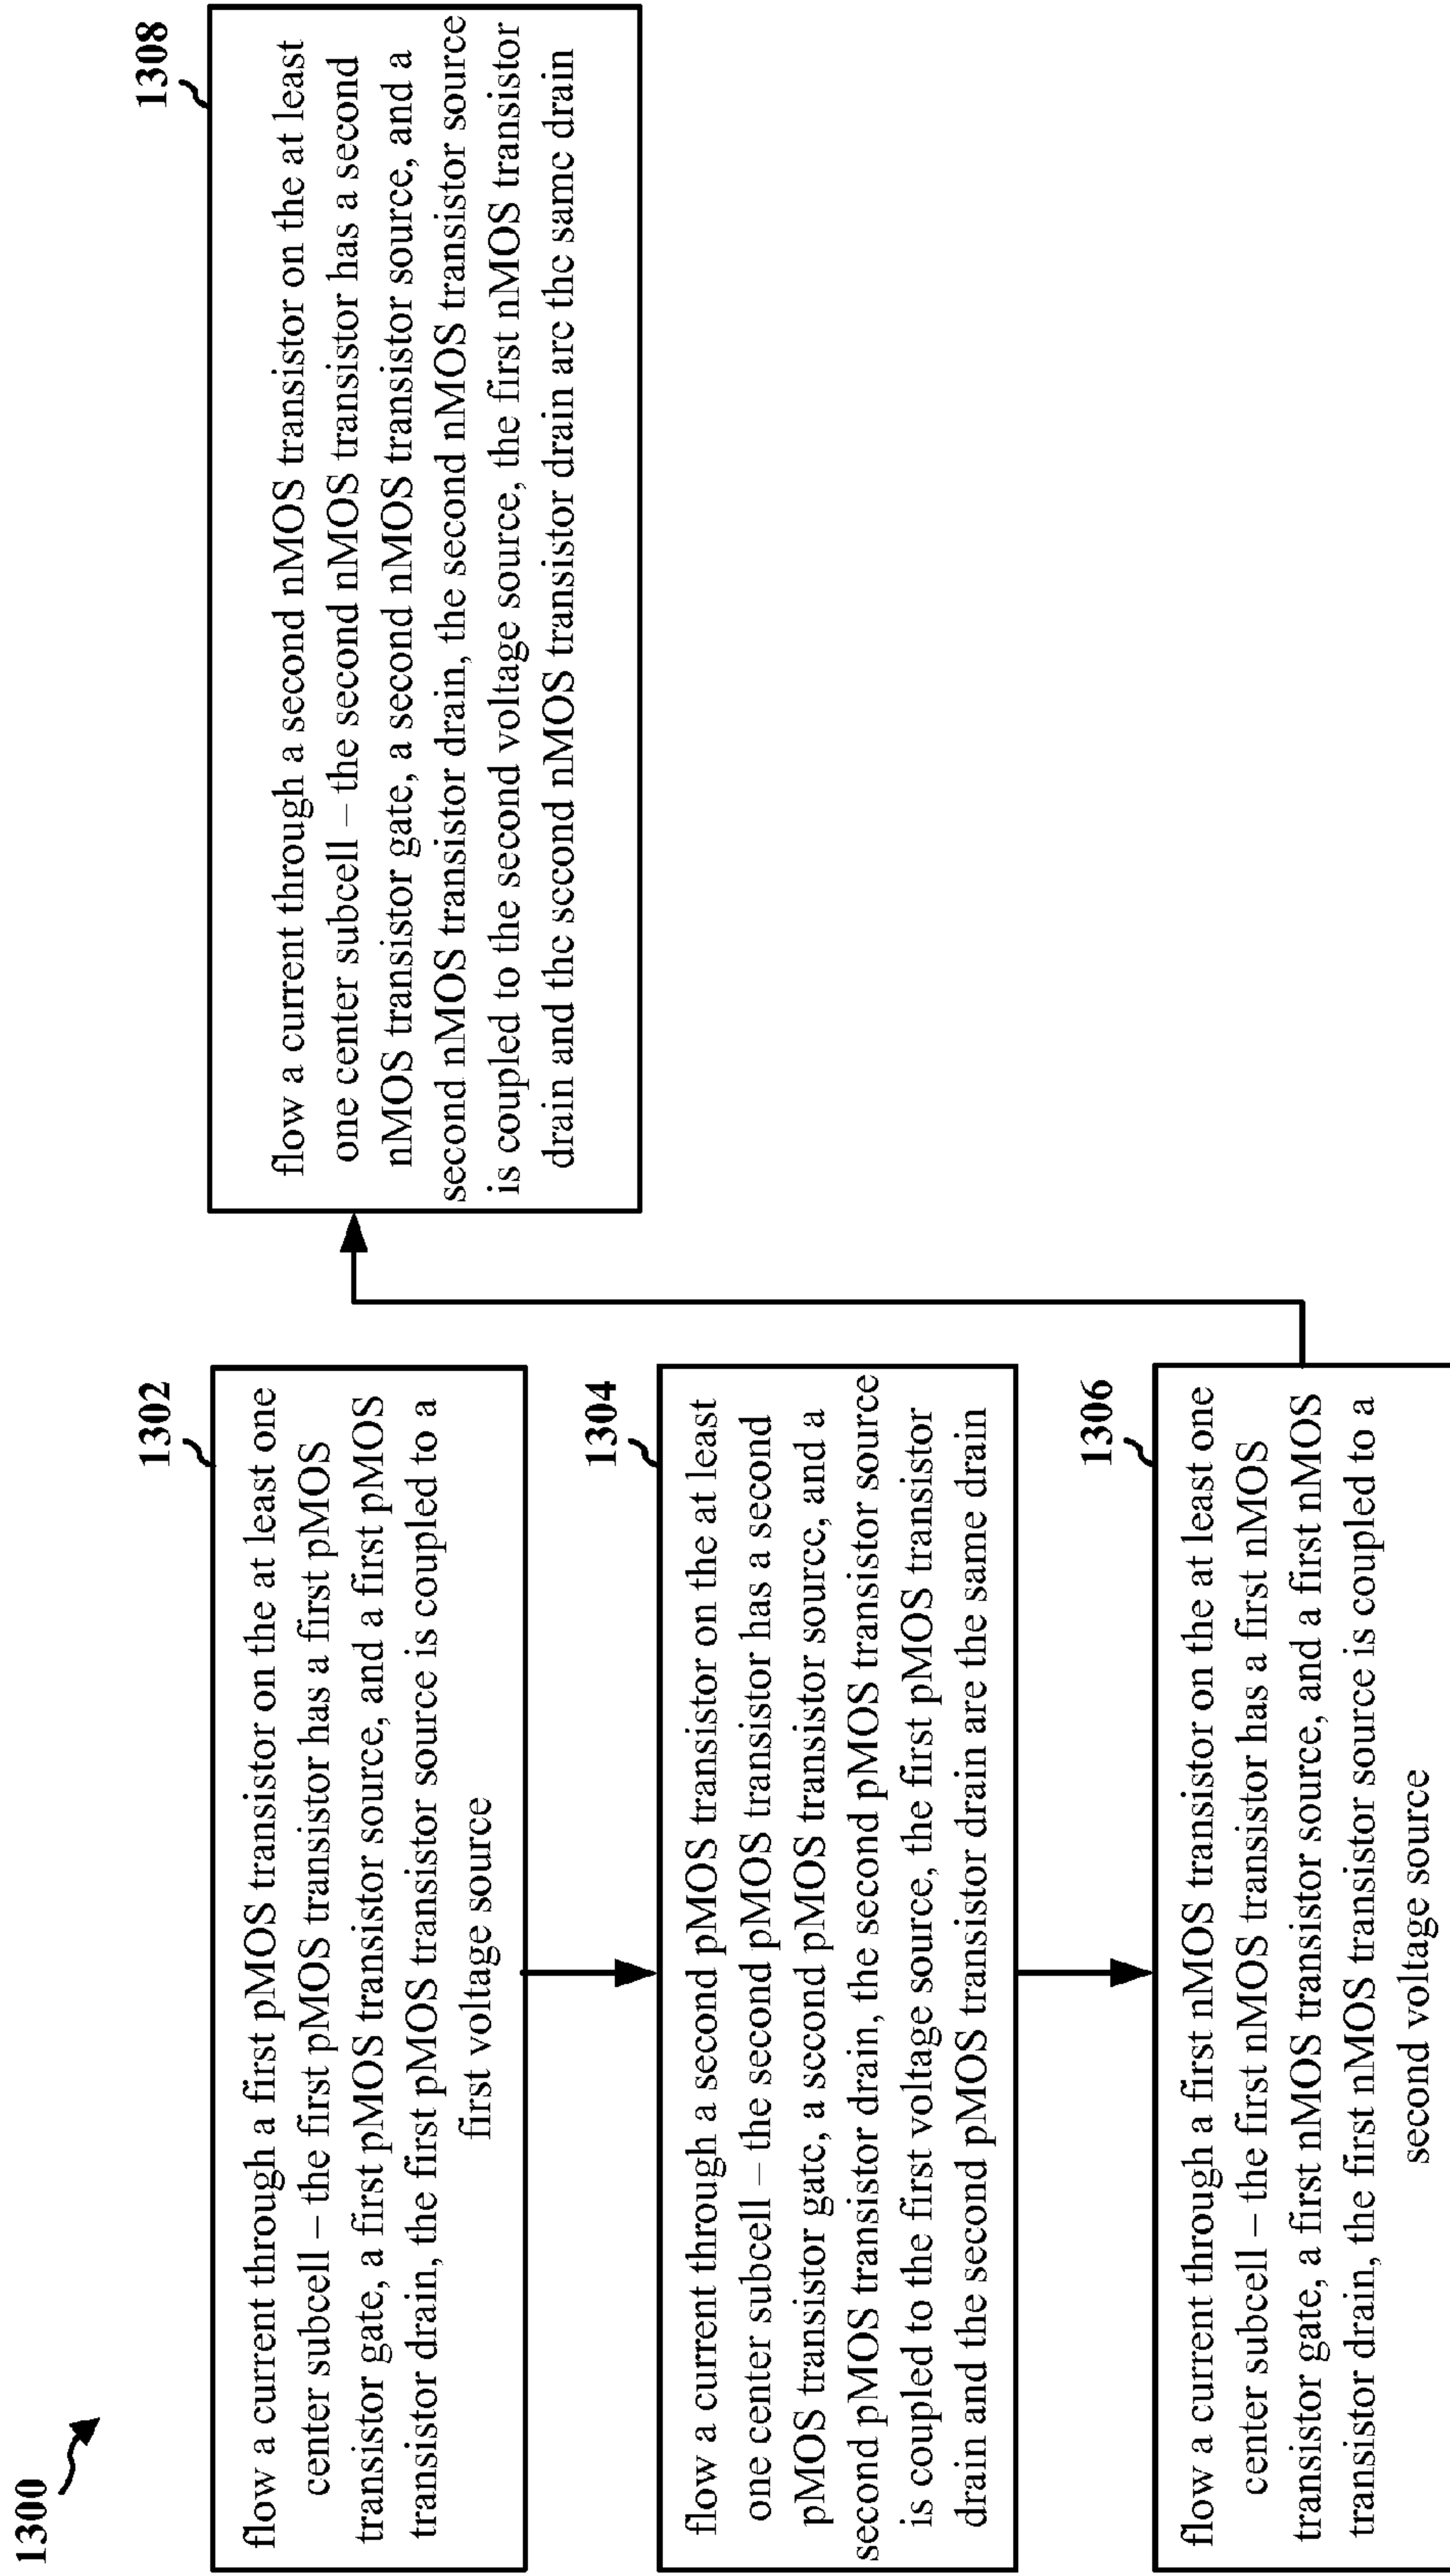 1300
1302
flow a current through a first pMOS transistor on the at least one
center subcell – the first pMOS transistor has a first pMOS
transistor gate, a first pMOS transistor source, and a first pMOS
transistor drain, the first pMOS transistor source is coupled to a
first voltage source
1304
flow a current through a second pMOS transistor on the at least
one center subcell – the second pMOS transistor has a second
pMOS transistor gate, a second pMOS transistor source, and a
second pMOS transistor drain, the second pMOS transistor source
is coupled to the first voltage source, the first pMOS transistor
drain and the second pMOS transistor drain are the same drain
1306
flow a current through a first nMOS transistor on the at least one
center subcell – the first nMOS transistor has a first nMOS
transistor gate, a first nMOS transistor source, and a first nMOS
transistor drain, the first nMOS transistor source is coupled to a
second voltage source
1308
flow a current through a second nMOS transistor on the at least
one center subcell – the second nMOS transistor has a second
nMOS transistor gate, a second nMOS transistor source, and a
second nMOS transistor drain, the second nMOS transistor source
is coupled to the second voltage source, the first nMOS transistor
drain and the second nMOS transistor drain are the same drain